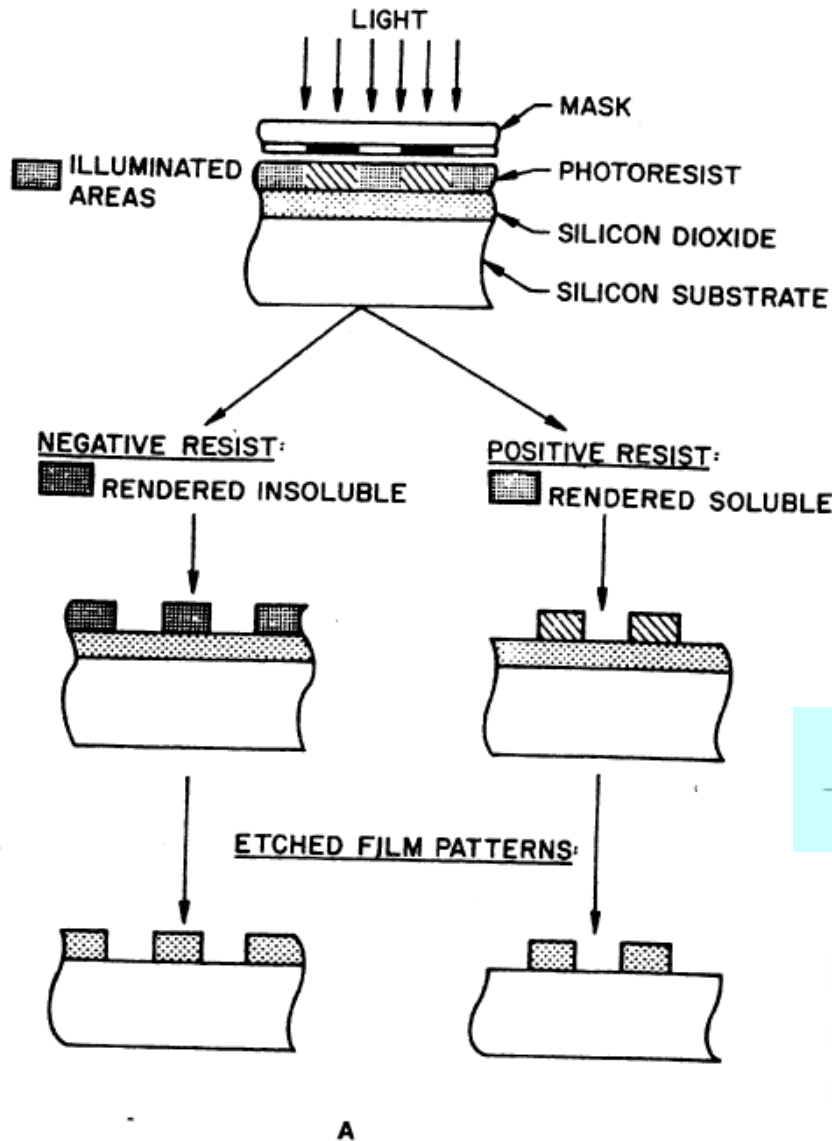 LIGHT
MASK
ILLUMINATED
AREAS
PHOTORESIST
SILICON DIOXIDE
SILICON SUBSTRATE
NEGATIVE RESIST:
RENDERED INSOLUBLE
POSITIVE RESIST:
RENDERED SOLUBLE
ETCHED FILM PATTERNS:
A